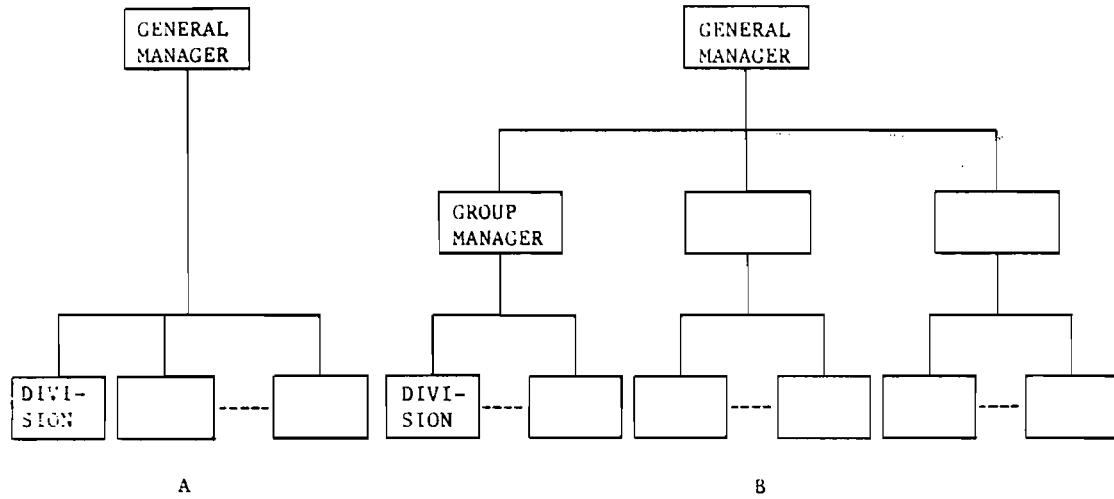 GENERAL
MANAGER
GENERAL
MANAGER
GROUP
MANAGER
DIVI-
SION
DIVI-
SION
A
B